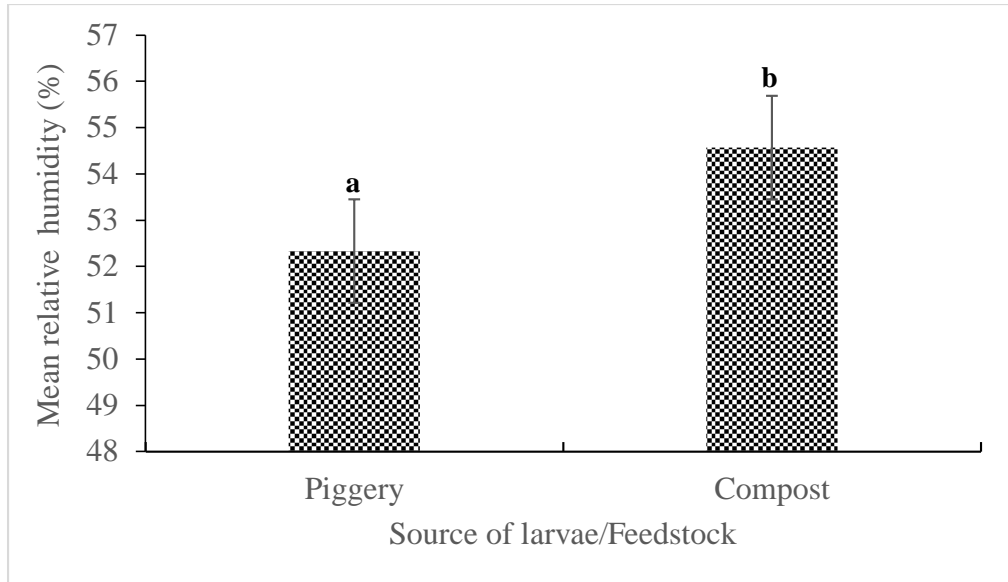 57
56
55
54
53
52
51
50
49
48
Mean relative humidity (%)
a
b
Piggery
Compost
Source of larvae/Feedstock